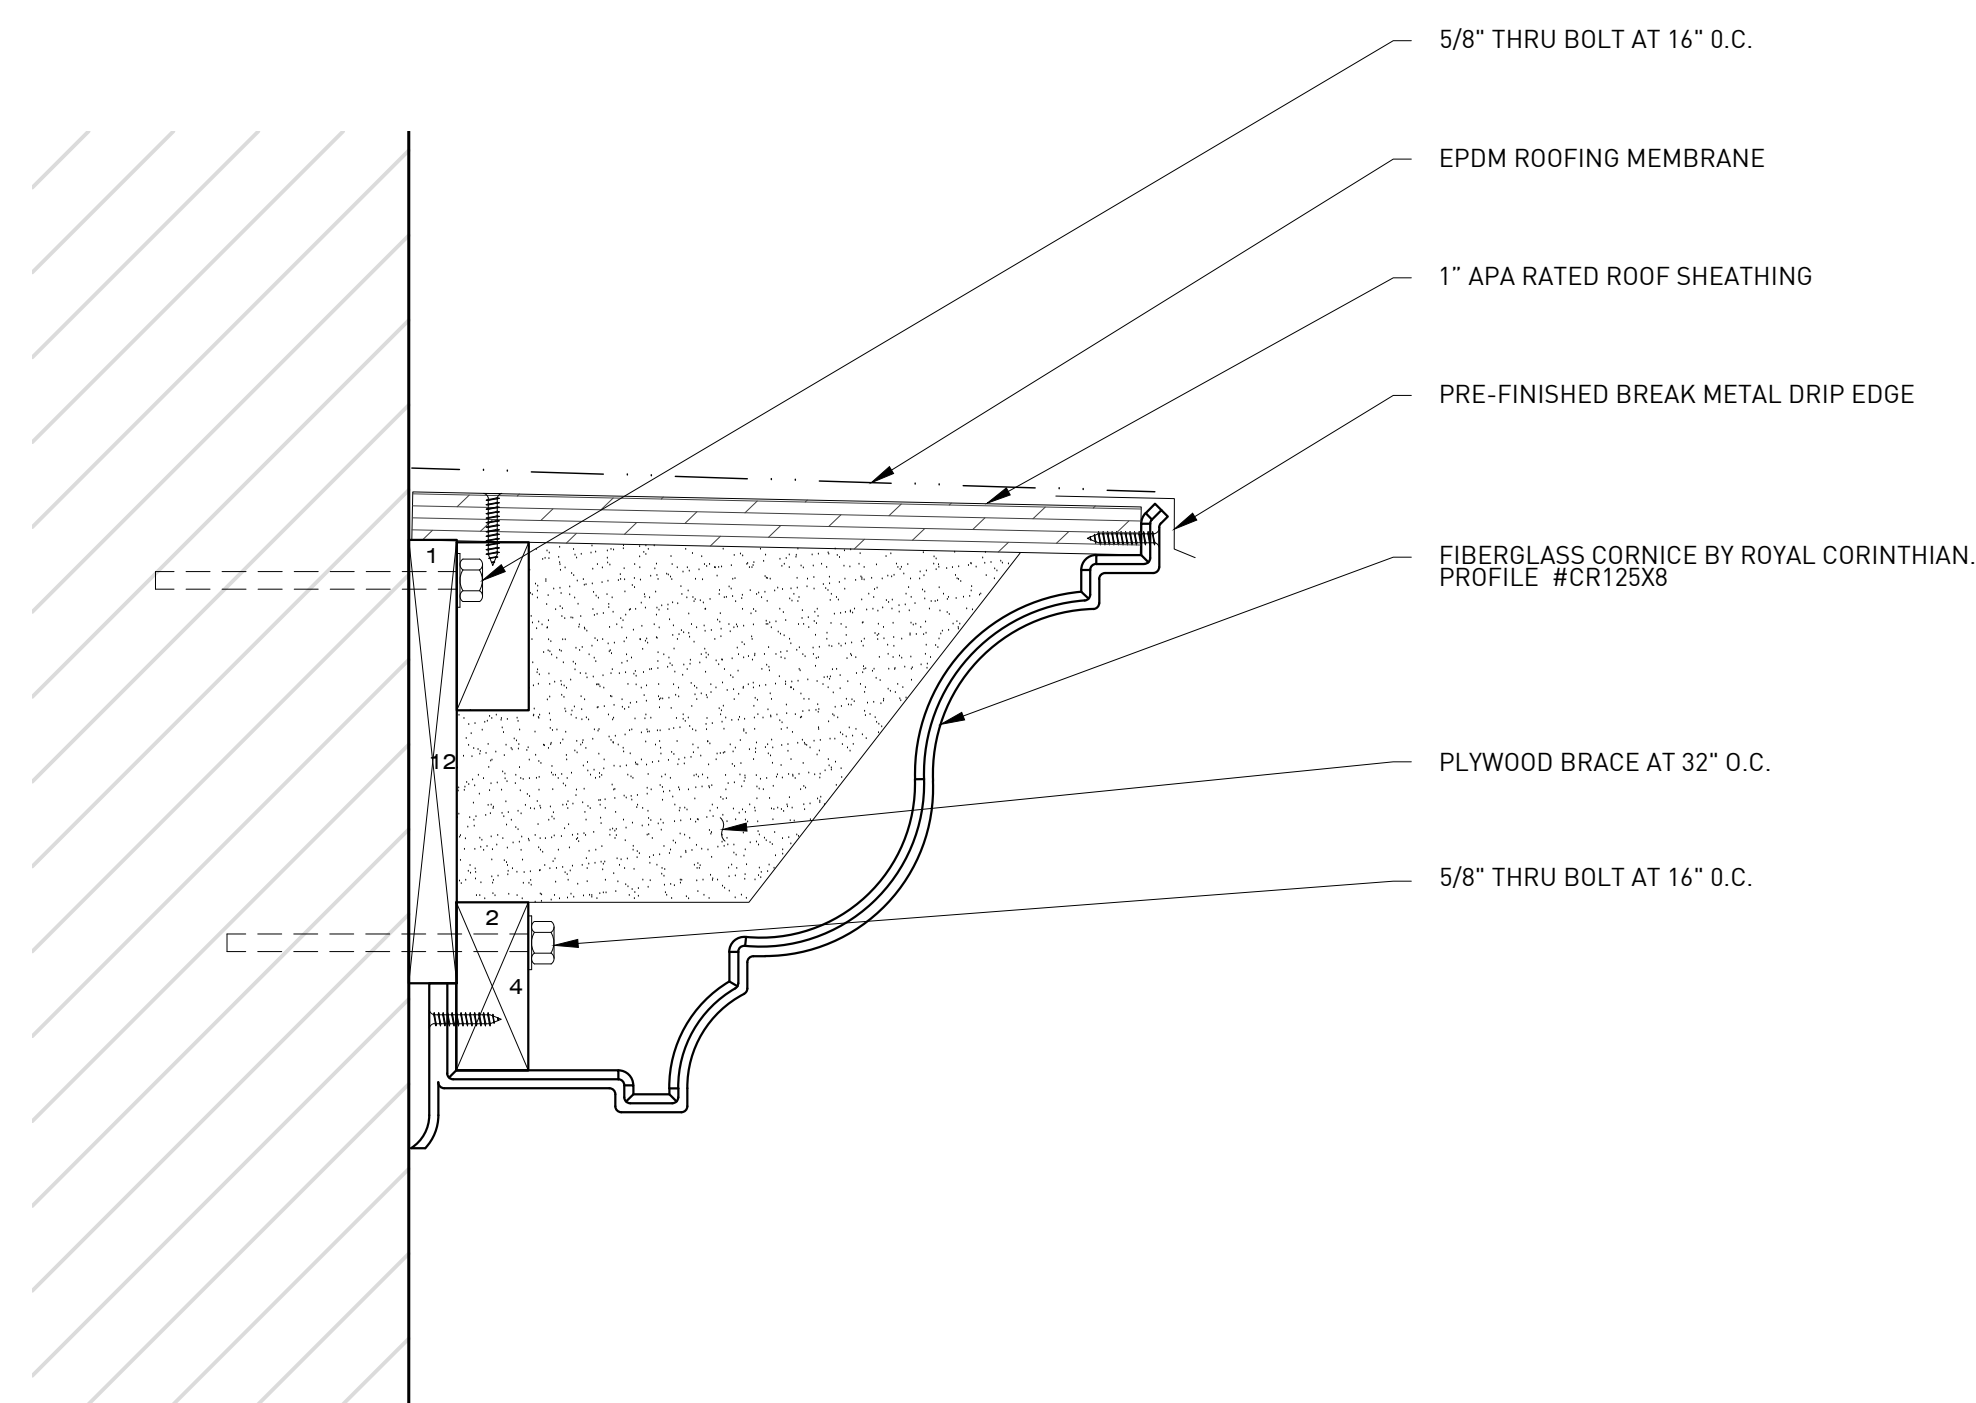 5/8" THRU BOLT AT 16" 0.C.
EPDM ROOFING MEMBRANE
1” APA RATED ROOF SHEATHING
PRE-FINISHED BREAK METAL DRIP EDGE
FIBERGLASS CORNICE BY ROYAL CORINTHIAN.
PROFILE #CR125X8
PLYWOOD BRACE AT 32" O.C.
5/8" THRU BOLT AT 16" 0.C.
1
12
2
4